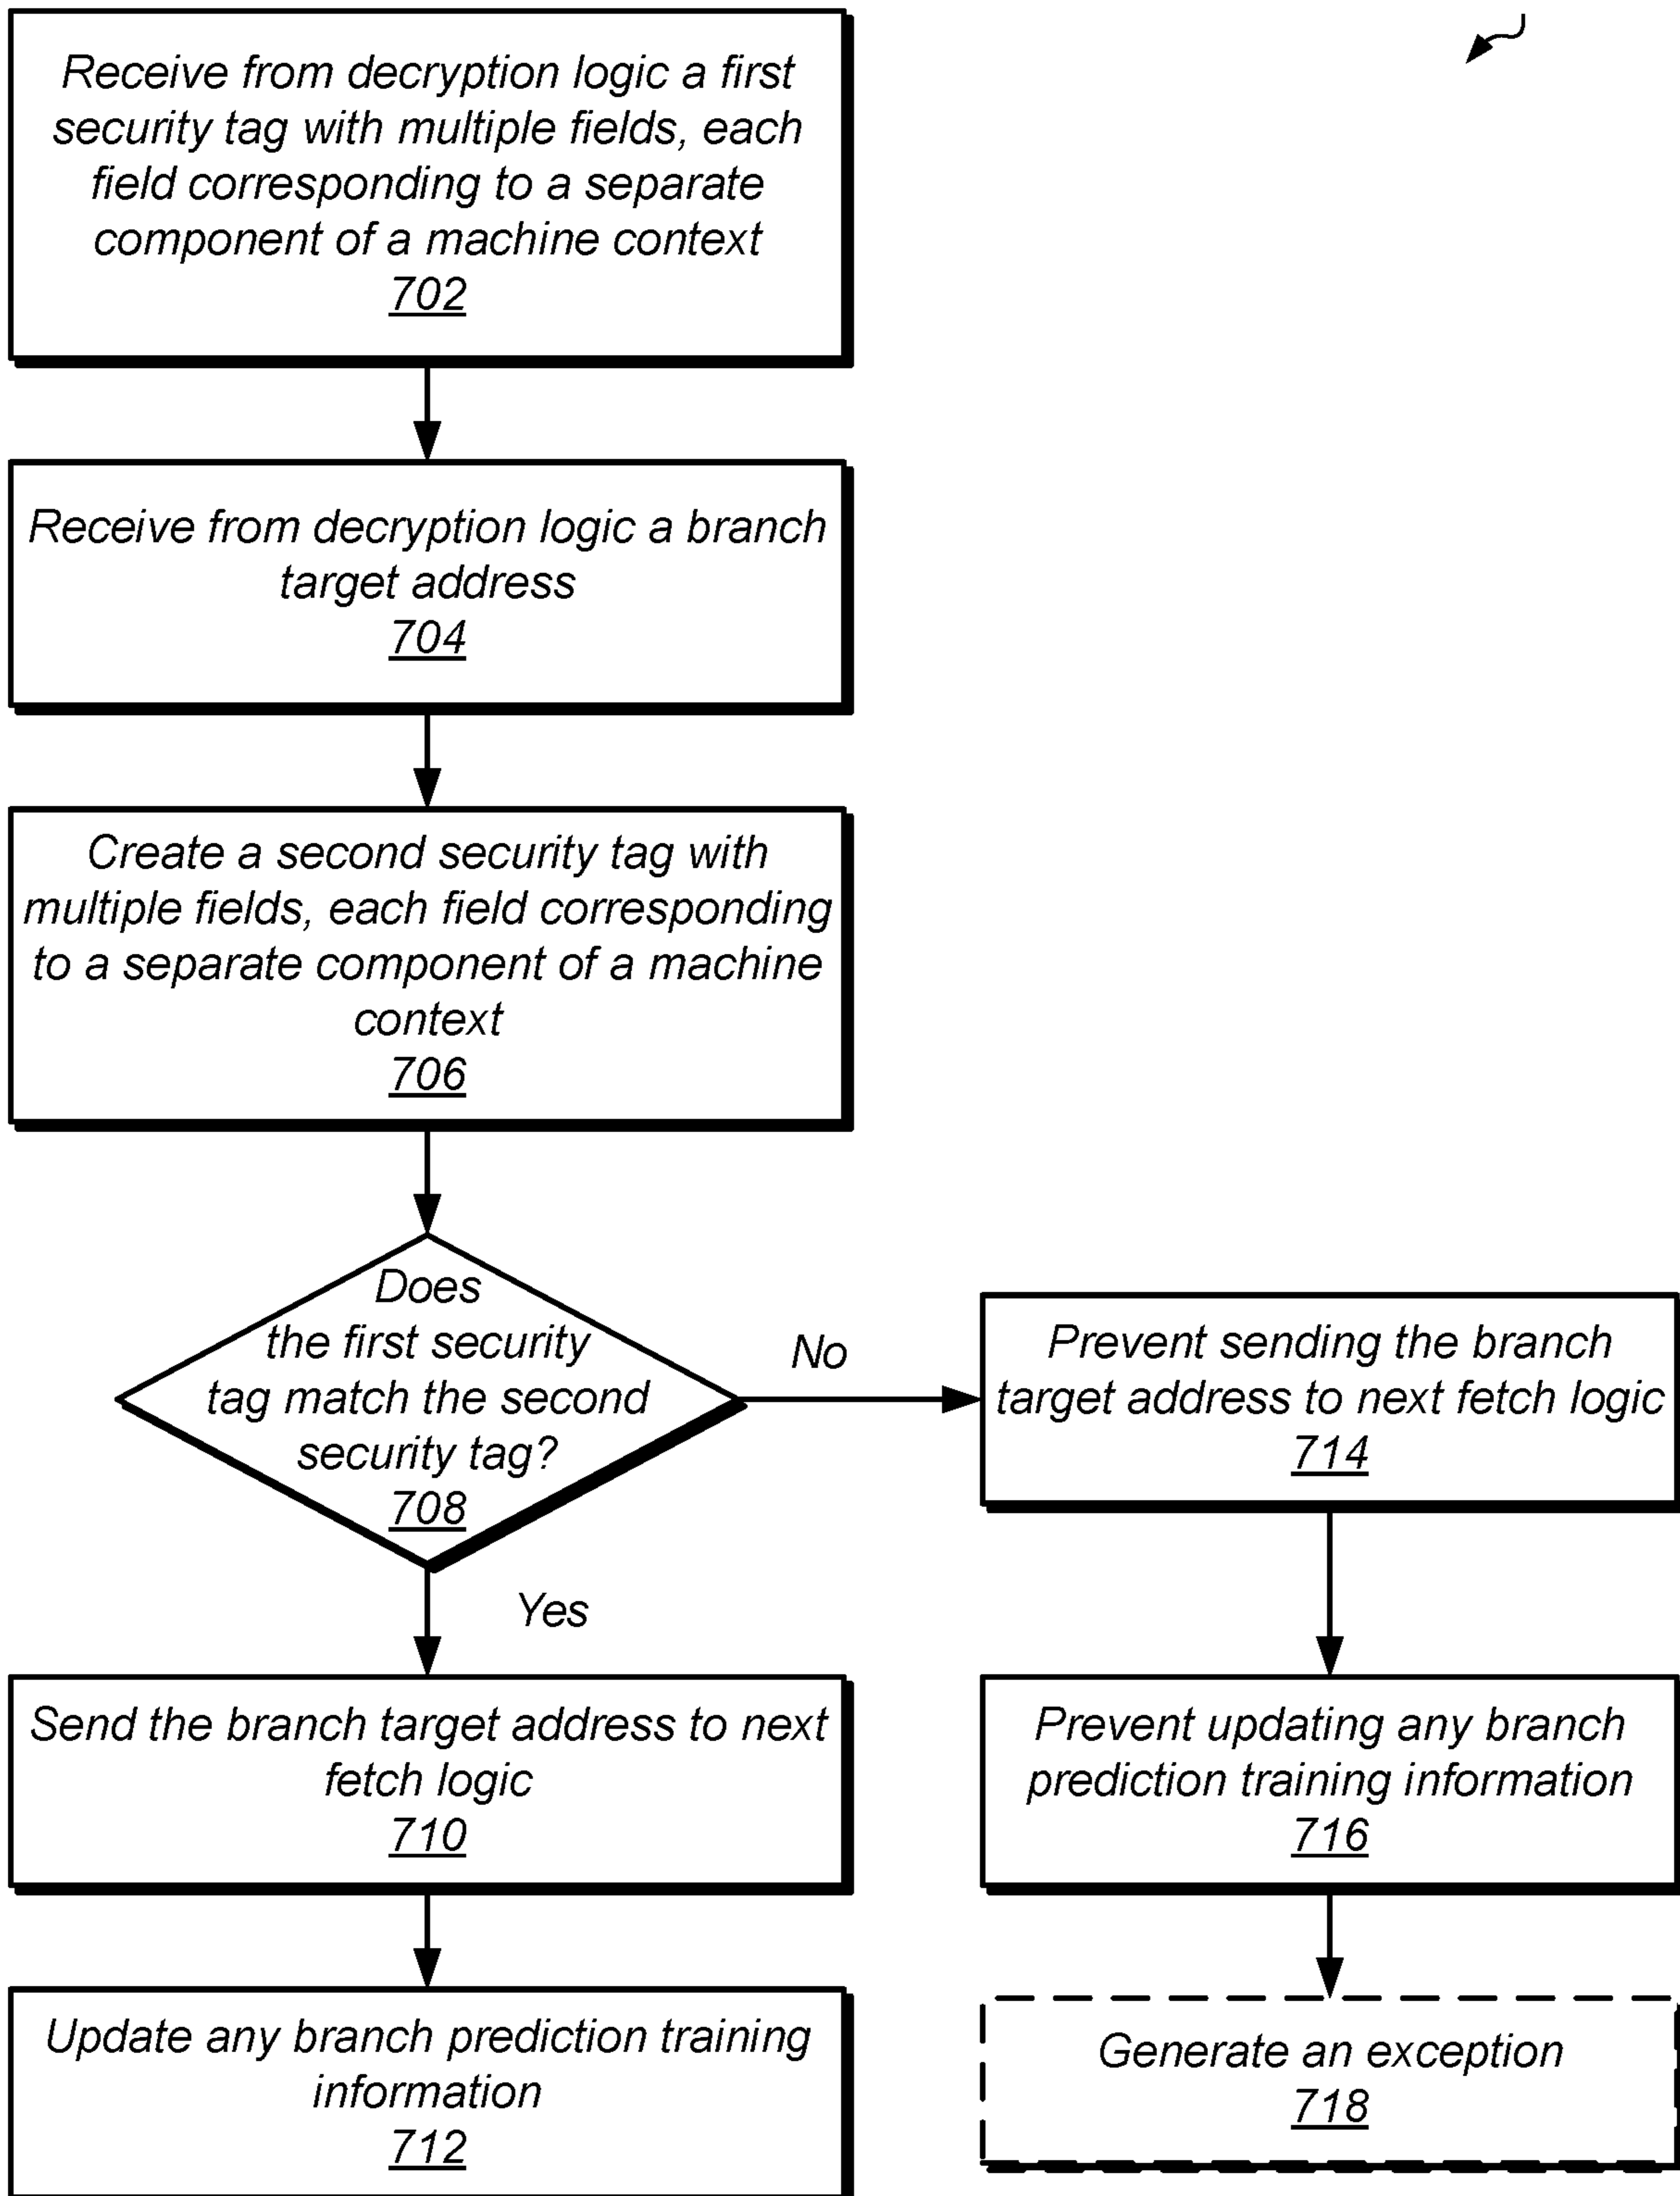 Receive from decryption logic a first
security tag with multiple fields, each
field corresponding to a separate
component of a machine context
702
Receive from decryption logic a branch
target address
704
Create a second security tag with
multiple fields, each field corresponding
to a separate component of a machine
context
706
Does
the first security
tag match the second
security tag?
708
No
Yes
Prevent sending the branch
target address to next fetch logic
714
Send the branch target address to next
fetch logic
710
Prevent updating any branch
prediction training information
716
Update any branch prediction training
information
712
Generate an exception
718